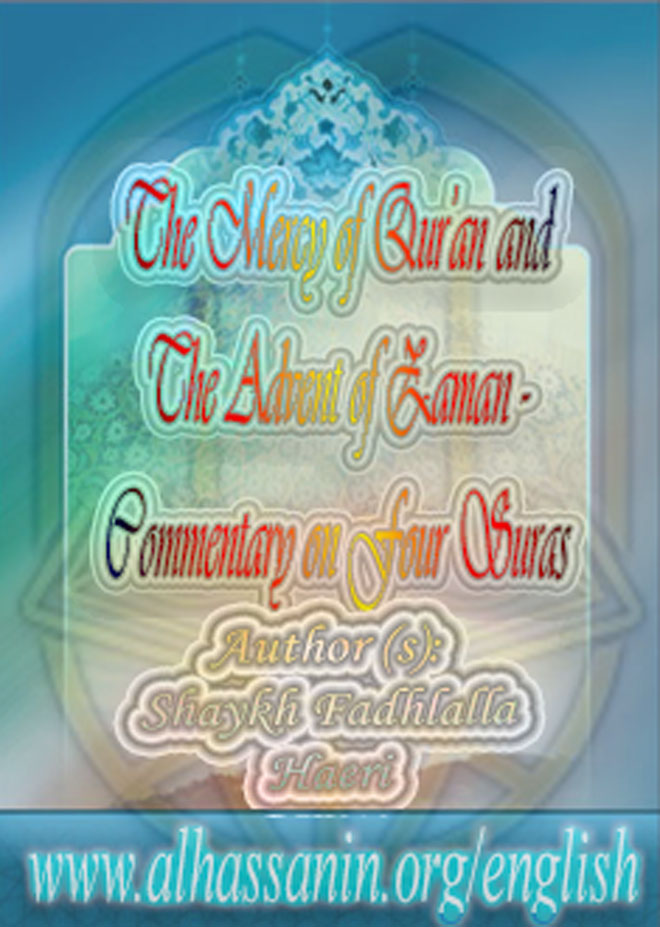 The Mercy of Qur'an and
The Advent of Zaman -
Commentary on Four Suras
Author (s):
Shaykh Fadhlalla
Haeri
www.alhassanin.org/english